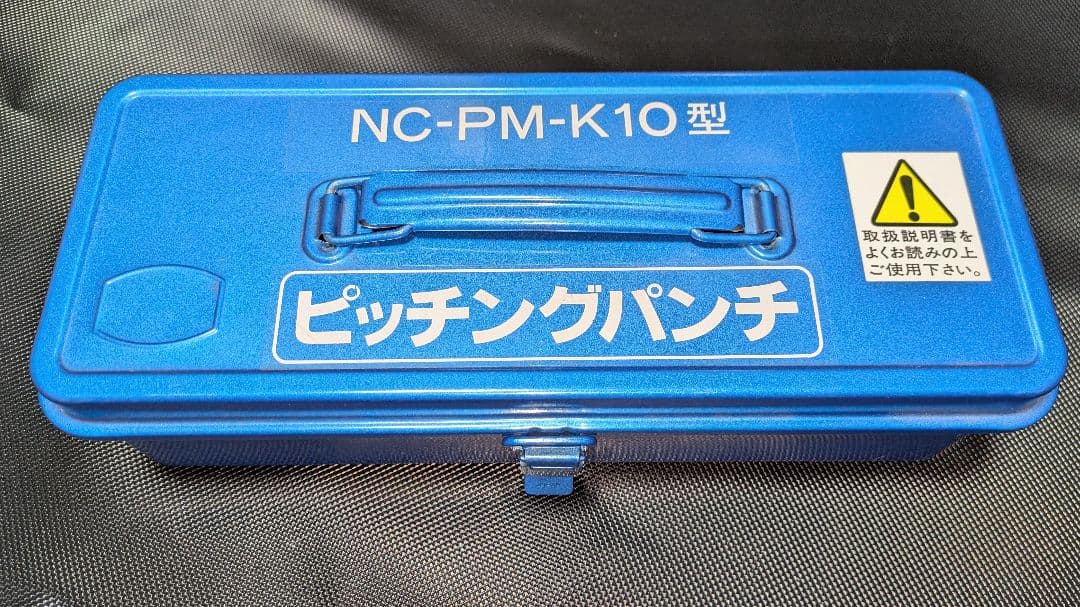 NC-PM-K10型
取扱説明書を
よくお読みの上
ご使用下さい。
ピッチングパンチ